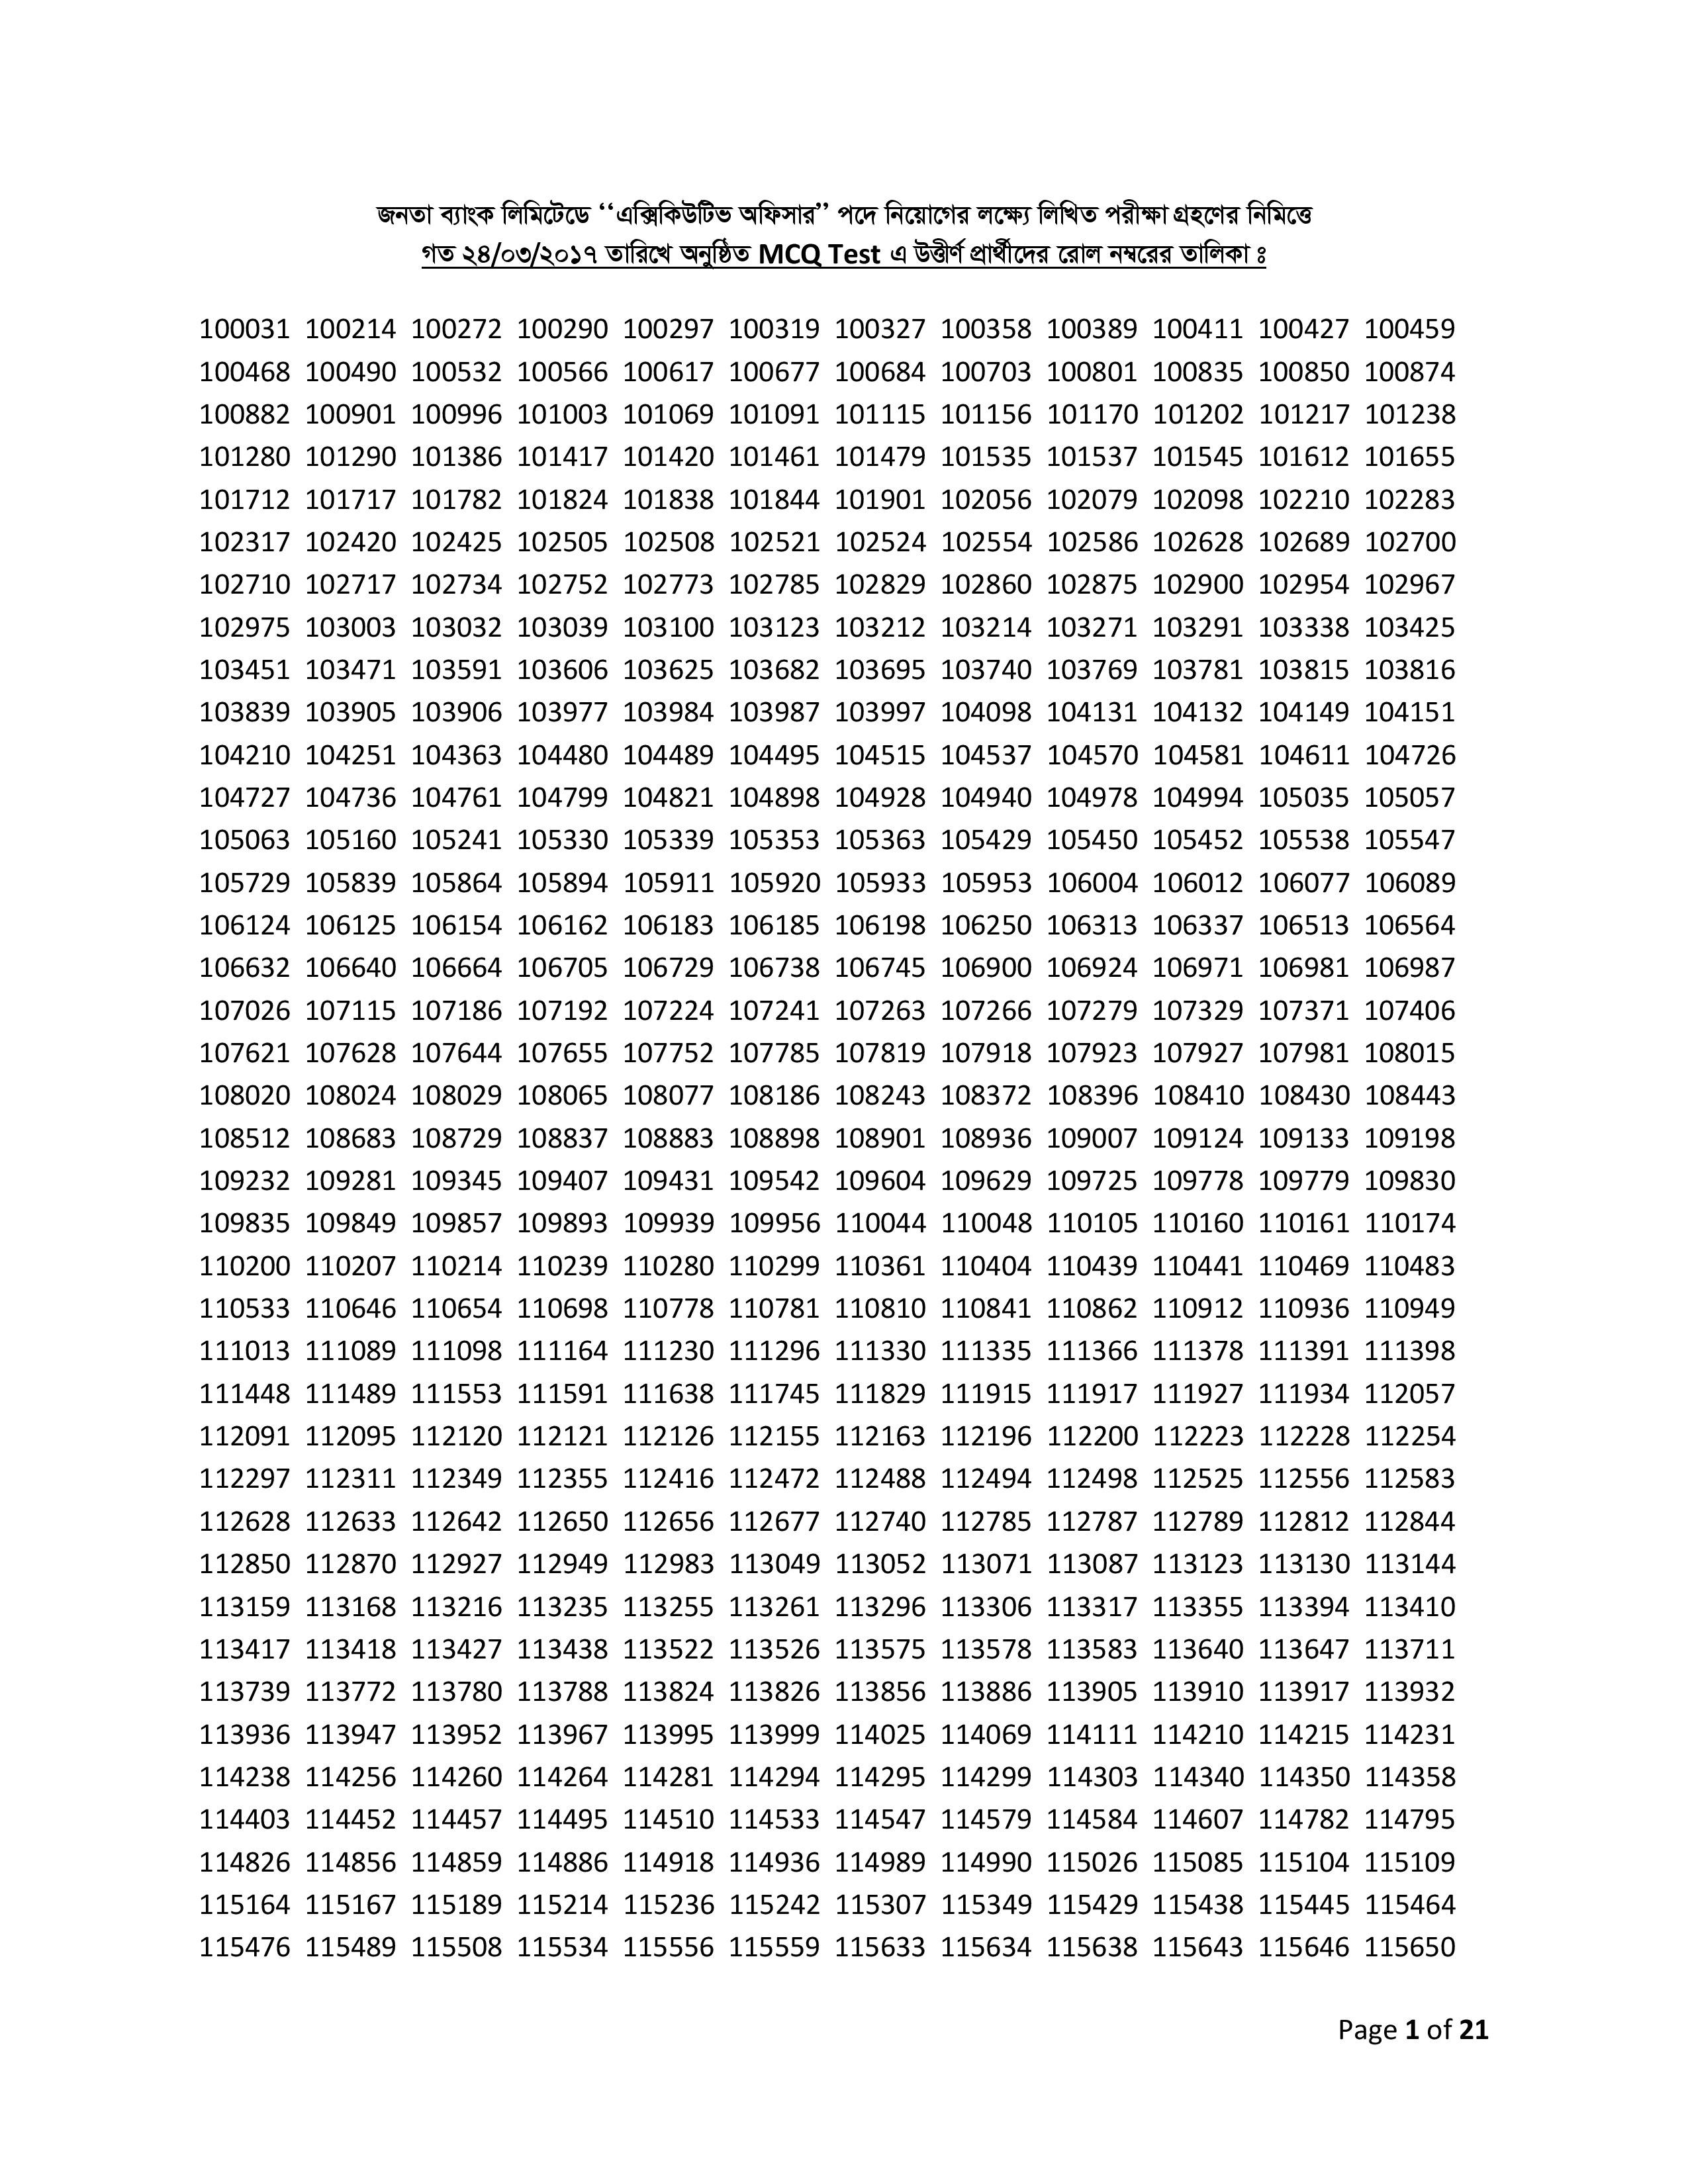 জনতা ব্যাংক লিমিটেডে ‘‘এক্সিকিউটিভ অফিসার’’ পদে নিয়োগের লক্ষ্যে লিখিত পরীক্ষা গ্রহণের নিমিত্তে
গত ২৪/০৩/২০১৭ তারিখে অনুষ্ঠিত MCQ Test এ উত্তীর্ণ প্রার্থীদের রোল নম্বরের তালিকা ঃ
100031 100214 100272 100290 100297 100319 100327 100358 100389 100411 100427 100459
100468 100490 100532 100566 100617 100677 100684 100703 100801 100835 100850 100874
100882 100901 100996 101003 101069 101091 101115 101156 101170 101202 101217 101238
101280 101290 101386 101417 101420 101461 101479 101535 101537 101545 101612 101655
101712 101717 101782 101824 101838 101844 101901 102056 102079 102098 102210 102283
102317 102420 102425 102505 102508 102521 102524 102554 102586 102628 102689 102700
102710 102717 102734 102752 102773 102785 102829 102860 102875 102900 102954 102967
102975 103003 103032 103039 103100 103123 103212 103214 103271 103291 103338 103425
103451 103471 103591 103606 103625 103682 103695 103740 103769 103781 103815 103816
103839 103905 103906 103977 103984 103987 103997 104098 104131 104132 104149 104151
104210 104251 104363 104480 104489 104495 104515 104537 104570 104581 104611 104726
104727 104736 104761 104799 104821 104898 104928 104940 104978 104994 105035 105057
105063 105160 105241 105330 105339 105353 105363 105429 105450 105452 105538 105547
105729 105839 105864 105894 105911 105920 105933 105953 106004 106012 106077 106089
106124 106125 106154 106162 106183 106185 106198 106250 106313 106337 106513 106564
106632 106640 106664 106705 106729 106738 106745 106900 106924 106971 106981 106987
107026 107115 107186 107192 107224 107241 107263 107266 107279 107329 107371 107406
107621 107628 107644 107655 107752 107785 107819 107918 107923 107927 107981 108015
108020 108024 108029 108065 108077 108186 108243 108372 108396 108410 108430 108443
108512 108683 108729 108837 108883 108898 108901 108936 109007 109124 109133 109198
109232 109281 109345 109407 109431 109542 109604 109629 109725 109778 109779 109830
109835 109849 109857 109893 109939 109956 110044 110048 110105 110160 110161 110174
110200 110207 110214 110239 110280 110299 110361 110404 110439 110441 110469 110483
110533 110646 110654 110698 110778 110781 110810 110841 110862 110912 110936 110949
111013 111089 111098 111164 111230 111296 111330 111335 111366 111378 111391 111398
111448 111489 111553 111591 111638 111745 111829 111915 111917 111927 111934 112057
112091 112095 112120 112121 112126 112155 112163 112196 112200 112223 112228 112254
112297 112311 112349 112355 112416 112472 112488 112494 112498 112525 112556 112583
112628 112633 112642 112650 112656 112677 112740 112785 112787 112789 112812 112844
112850 112870 112927 112949 112983 113049 113052 113071 113087 113123 113130 113144
113159 113168 113216 113235 113255 113261 113296 113306 113317 113355 113394 113410
113417 113418 113427 113438 113522 113526 113575 113578 113583 113640 113647 113711
113739 113772 113780 113788 113824 113826 113856 113886 113905 113910 113917 113932
113936 113947 113952 113967 113995 113999 114025 114069 114111 114210 114215 114231
114238 114256 114260 114264 114281 114294 114295 114299 114303 114340 114350 114358
114403 114452 114457 114495 114510 114533 114547 114579 114584 114607 114782 114795
114826 114856 114859 114886 114918 114936 114989 114990 115026 115085 115104 115109
115164 115167 115189 115214 115236 115242 115307 115349 115429 115438 115445 115464
115476 115489 115508 115534 115556 115559 115633 115634 115638 115643 115646 115650
Page 1 of 21